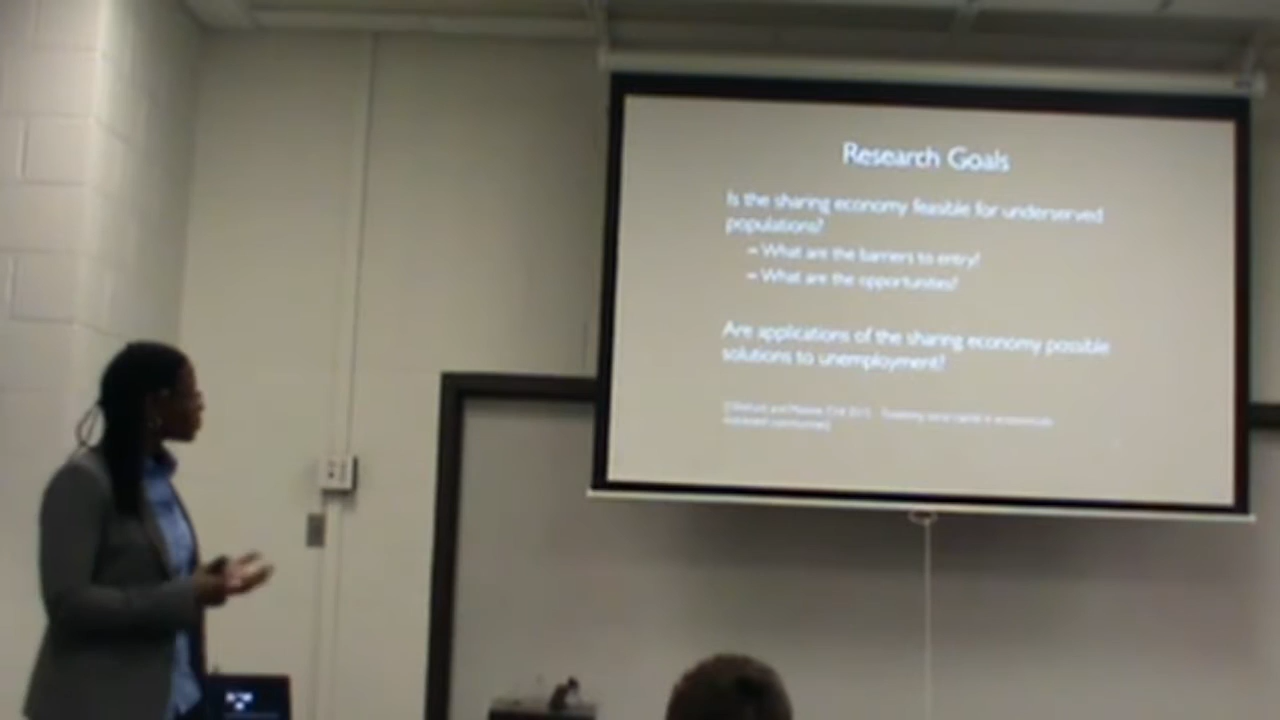 Research Goals
Is the sharing economy feasible for underserved
populations?
– What are the barriers to entry?
– What are the opportunities?
Are applications of the sharing economy possible
solutions to unemployment?